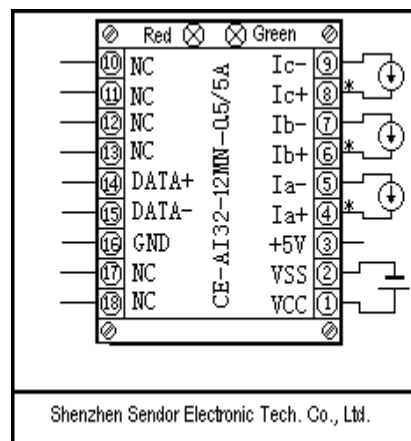 Red Green
10 NC Ic- 9
11 NC Ic+ 8 *
12 NC Ib- 7
13 NC Ib+ 6 *
14 DATA+ Ia- 5
15 DATA- Ia+ 4 *
16 GND +5V 3
17 NC VSS 2
18 NC VCC 1
CE-AI32-12MN-0.5/5A
Shenzhen Sendor Electronic Tech. Co., Ltd.